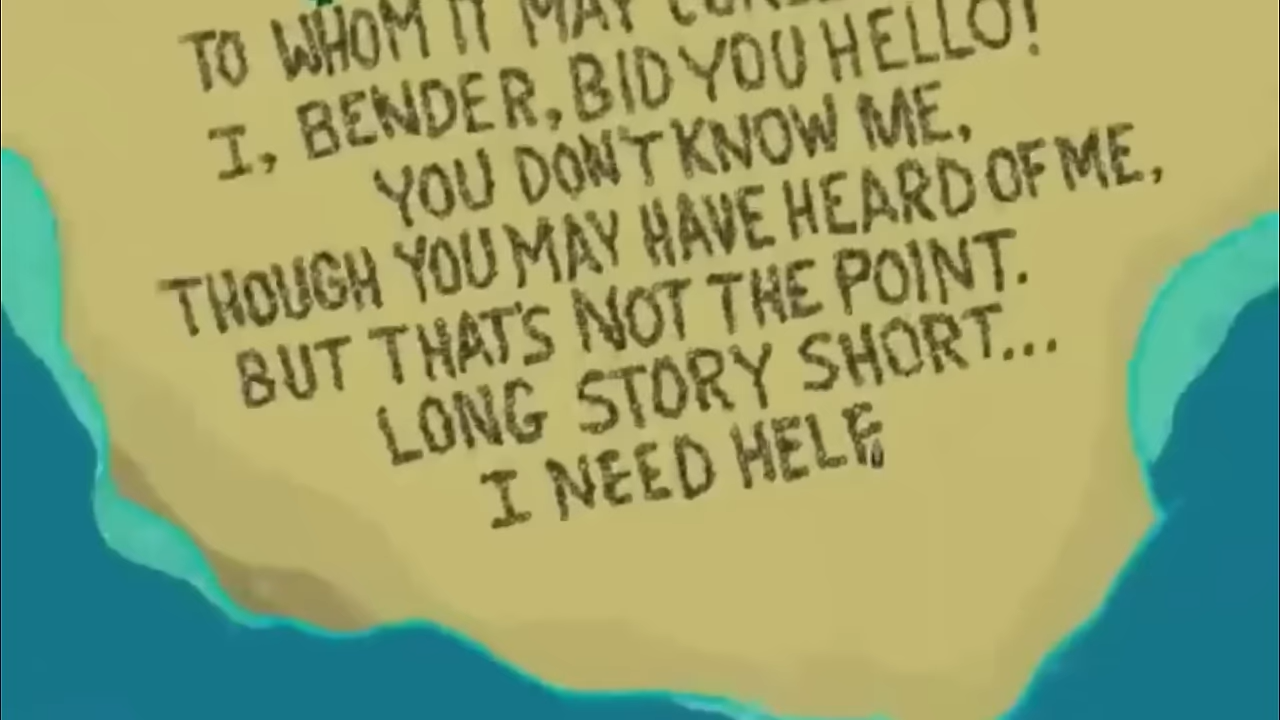 TO WHOM IT MAY CONCERN
I, BENDER, BID YOU HELLO!
YOU DON'T KNOW ME,
THOUGH YOU MAY HAVE HEARD OF ME,
BUT THAT'S NOT THE POINT.
LONG STORY SHORT...
I NEED HELP